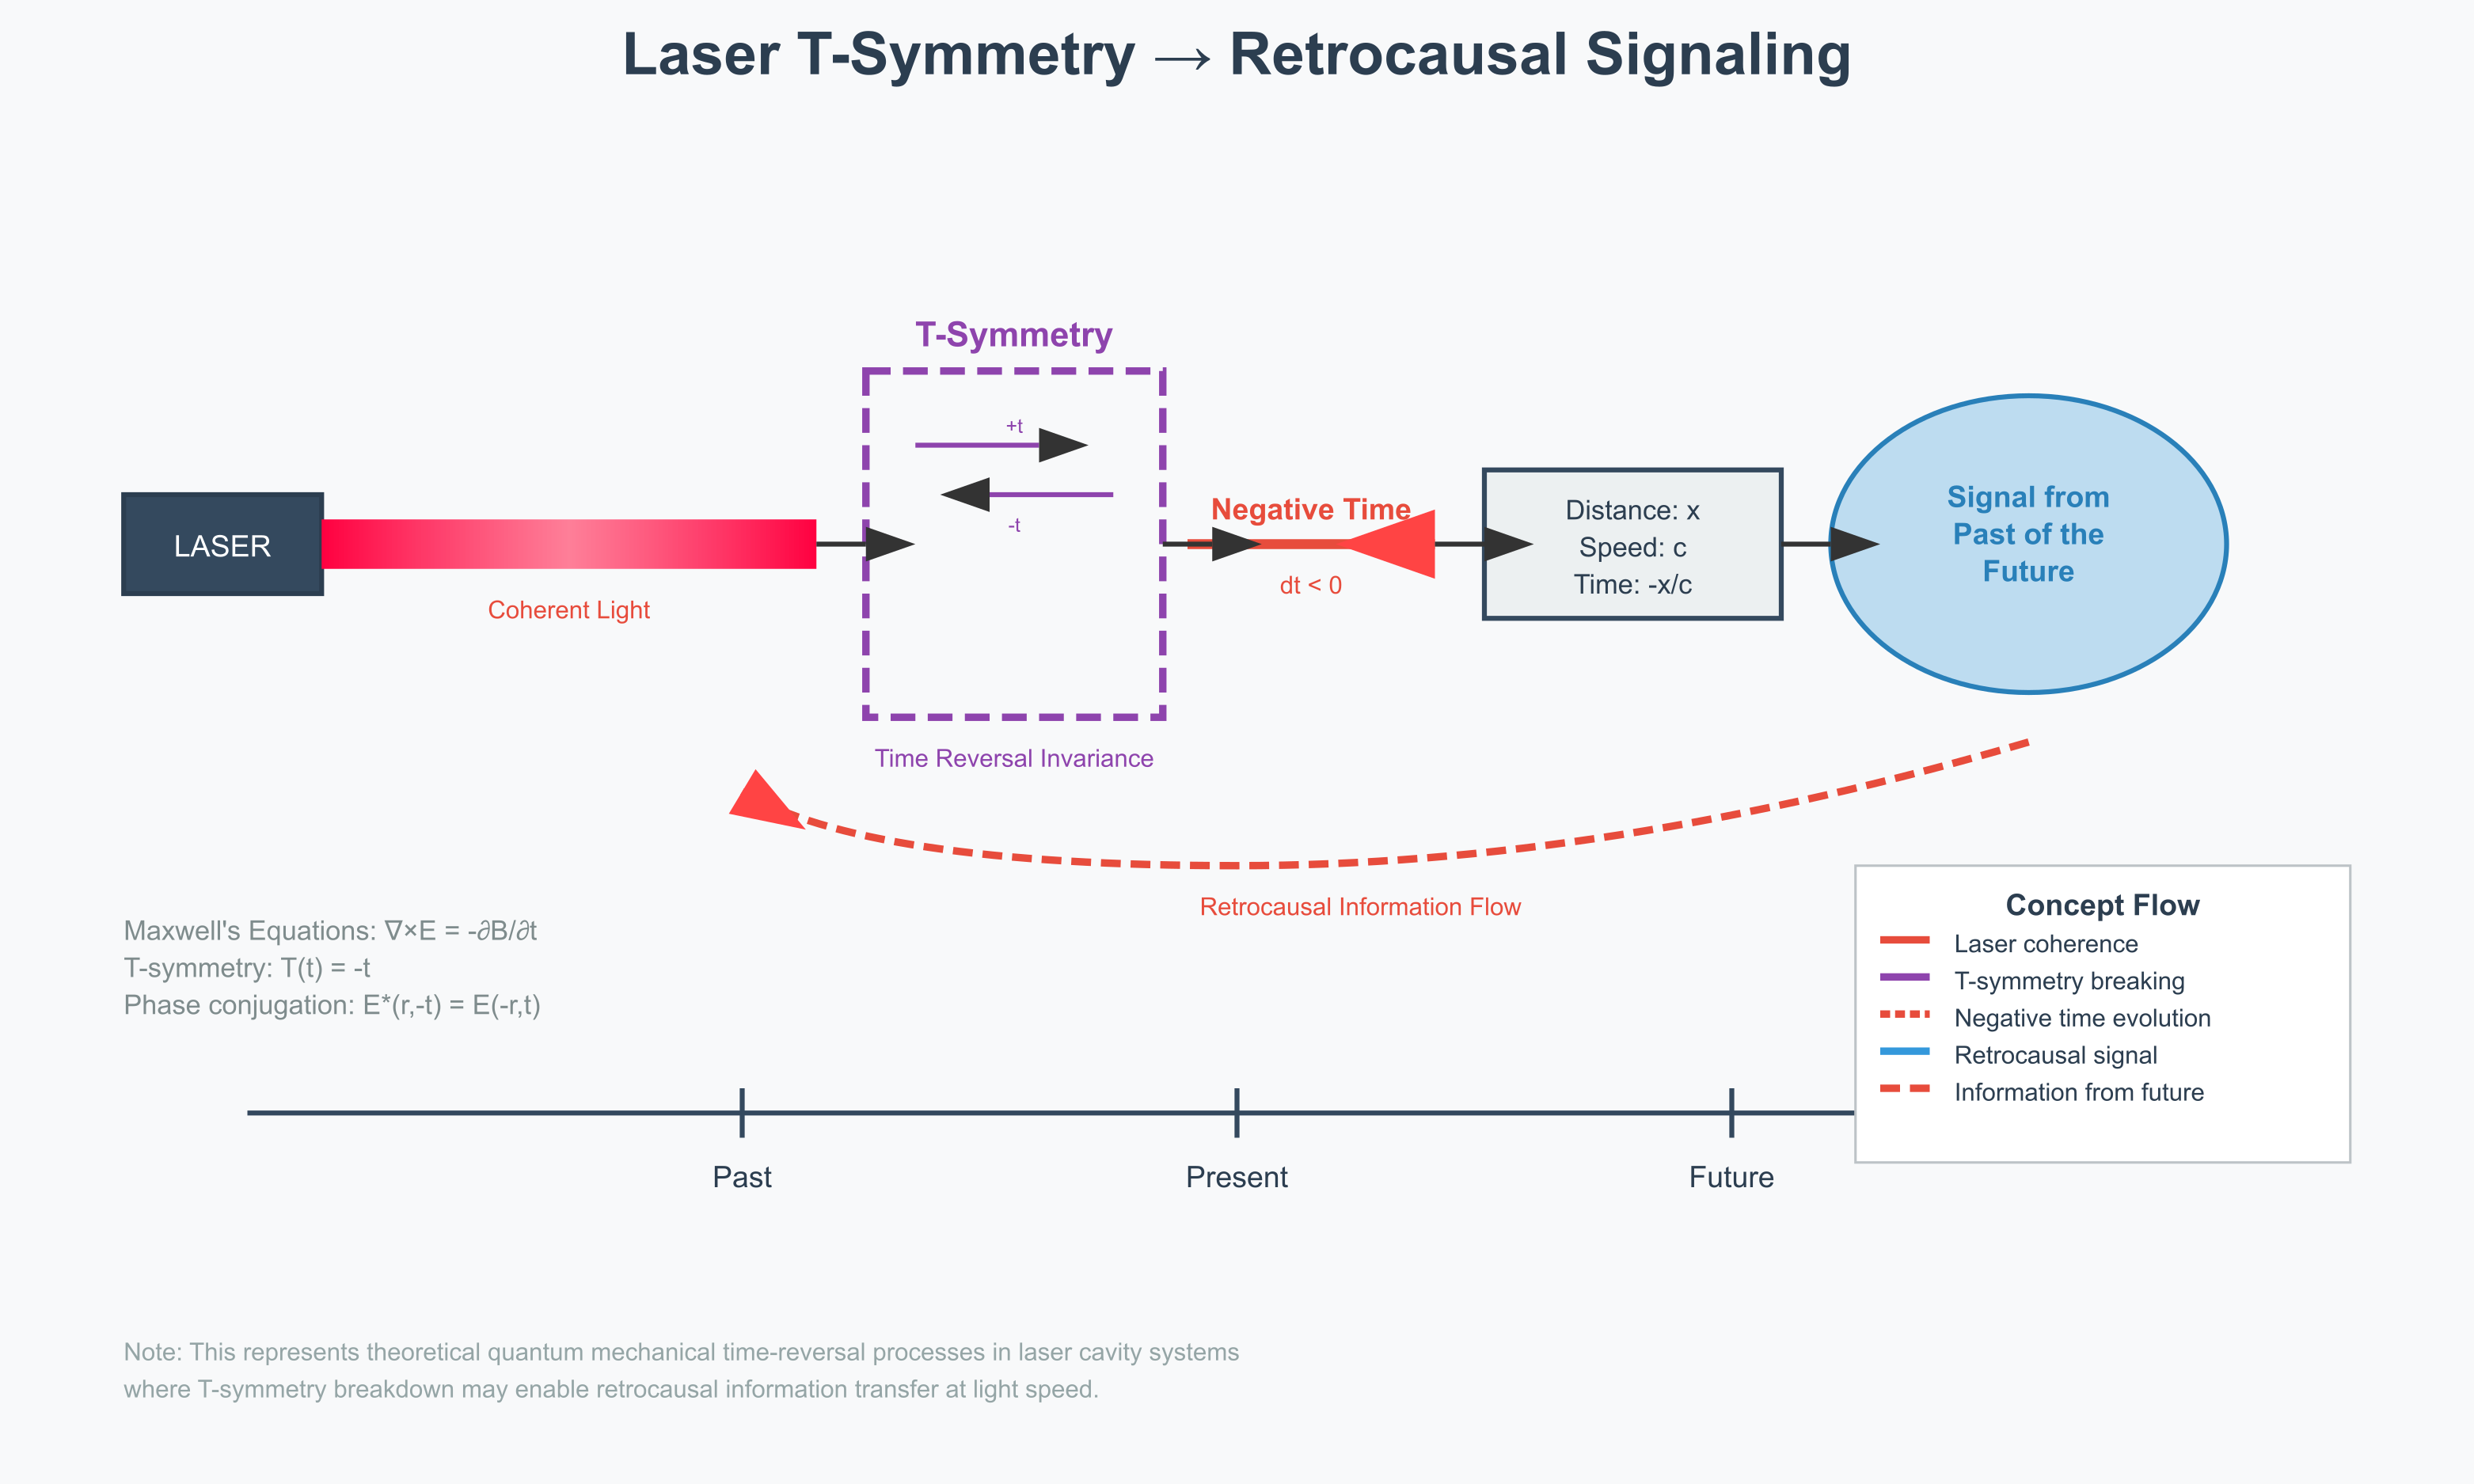 Laser T-Symmetry → Retrocausal Signaling
T-Symmetry
+t
-t
Time Reversal Invariance
LASER
Coherent Light
Negative Time
dt < 0
Distance: x
Speed: c
Time: -x/c
Signal from
Past of the
Future
Retrocausal Information Flow
Maxwell's Equations: ∇×E = -∂B/∂t
T-symmetry: T(t) = -t
Phase conjugation: E*(r,-t) = E(-r,t)
Concept Flow
Laser coherence
T-symmetry breaking
Negative time evolution
Retrocausal signal
Information from future
Past
Present
Future
Note: This represents theoretical quantum mechanical time-reversal processes in laser cavity systems
where T-symmetry breakdown may enable retrocausal information transfer at light speed.